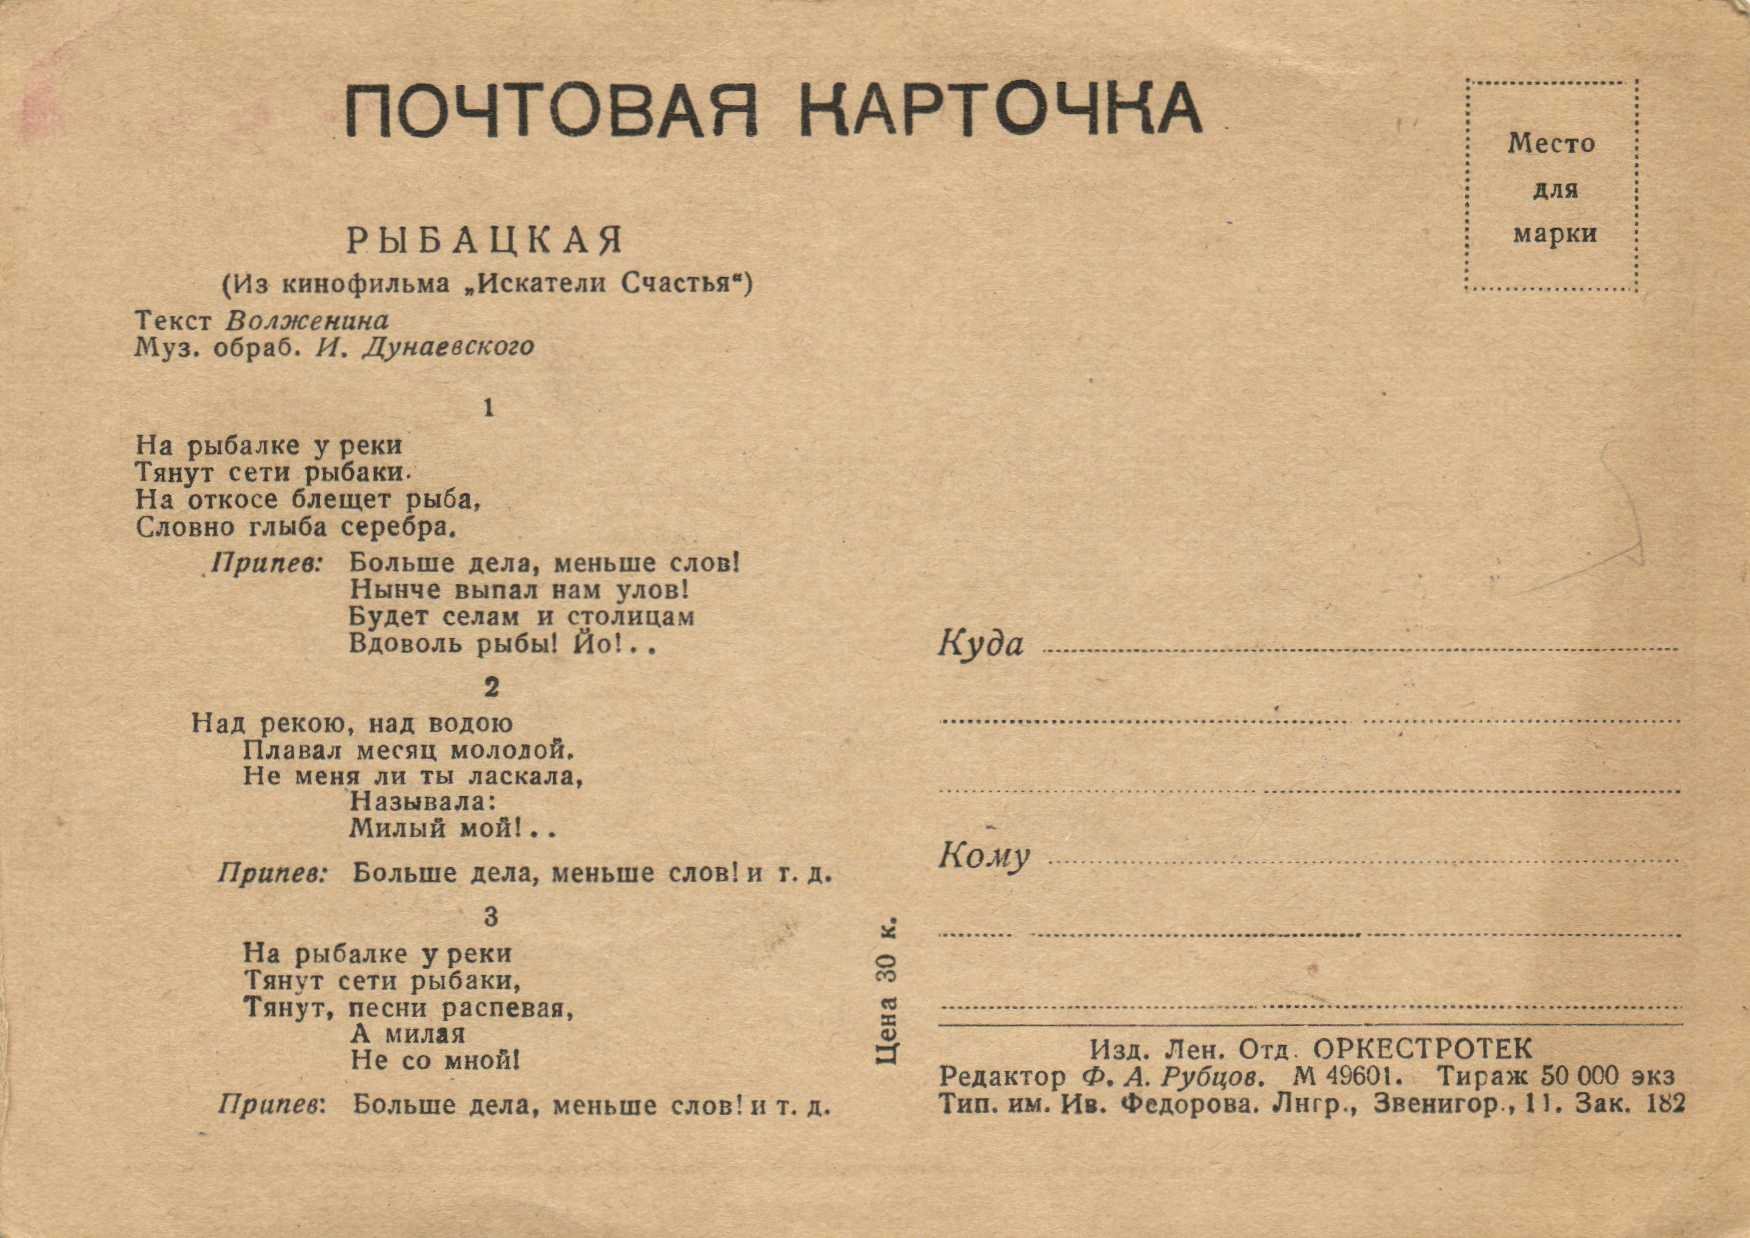 ПОЧТОВАЯ КАРТОЧКА
Место
для
марки
РЫБАЦКАЯ
(Из кинофильма „Искатели Счастья“)
Текст Волженина
Муз. обраб. И. Дунаевского
1
На рыбалке у реки
Тянут сети рыбаки.
На откосе блещет рыба,
Словно глыба серебра.
Припев: Больше дела, меньше слов!
Нынче выпал нам улов!
Будет селам и столицам
Вдоволь рыбы! Йо!..
2
Над рекою, над водою
Плавал месяц молодой.
Не меня ли ты ласкала,
Называла:
Милый мой!..
Припев: Больше дела, меньше слов! и т. д.
3
На рыбалке у реки
Тянут сети рыбаки,
Тянут, песни распевая,
А милая
Не со мной!
Припев: Больше дела, меньше слов! и т. д.
Цена 30 к.
Куда
Кому
Изд. Лен. Отд. ОРКЕСТРОТЕК
Редактор Ф. А. Рубцов. М 49601. Тираж 50 000 экз
Тип. им. Ив. Федорова. Лнгр., Звенигор., 11. Зак. 182